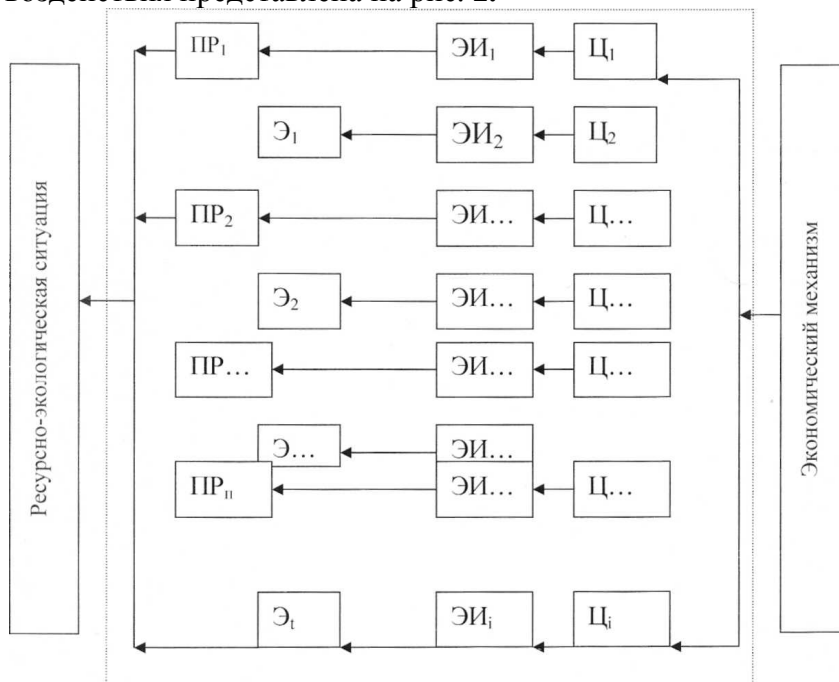 воздействия представлена на рис. 2.
ПР₁ ЭИ₁ Ц₁
Э₁ ЭИ₂ Ц₂
ПР₂ ЭИ… Ц…
Э₂ ЭИ… Ц…
ПР… ЭИ… Ц…
Э… ЭИ…
ПРₙ ЭИ… Ц…
Эₜ ЭИᵢ Цᵢ
Ресурсно-экологическая ситуация
Экономический механизм